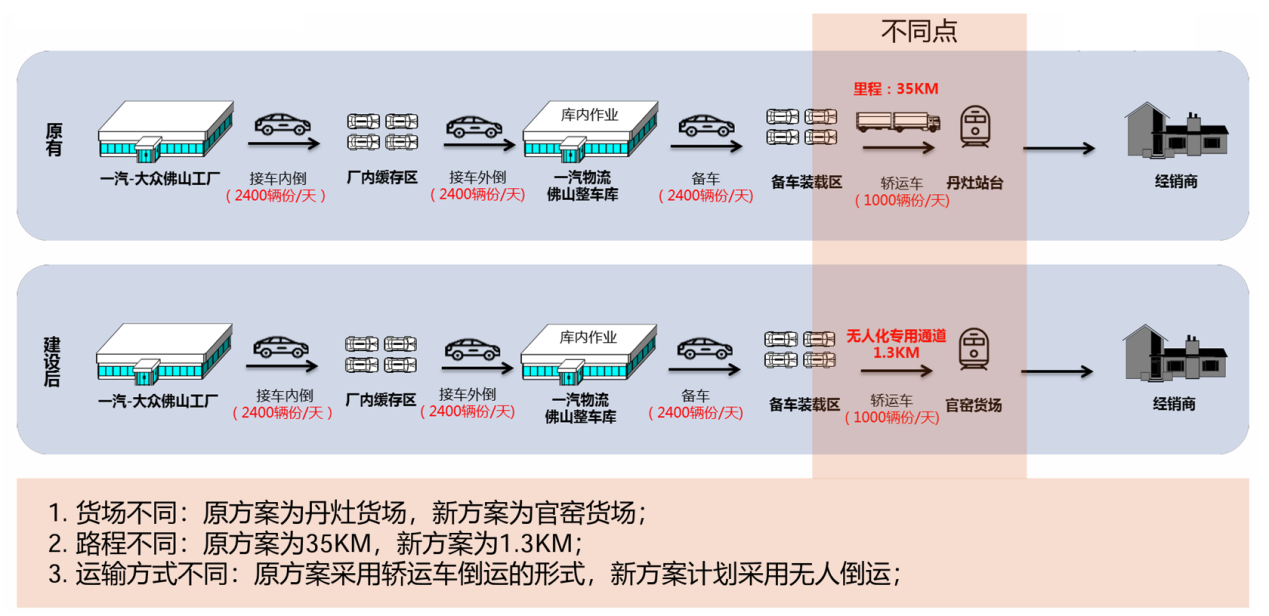 不同点
原有
里程：35KM
库内作业
一汽-大众佛山工厂
接车内倒
（2400辆份/天）
厂内缓存区
接车外倒
（2400辆份/天）
一汽物流
佛山整车库
备车
（2400辆份/天）
备车装载区
轿运车
（1000辆份/天）
丹灶站台
经销商
建设后
无人化专用通道
1.3KM
库内作业
一汽-大众佛山工厂
接车内倒
（2400辆份/天）
厂内缓存区
接车外倒
（2400辆份/天）
一汽物流
佛山整车库
备车
（2400辆份/天）
备车装载区
轿运车
（1000辆份/天）
官窑货场
经销商
1. 货场不同：原方案为丹灶货场，新方案为官窑货场；
2. 路程不同：原方案为35KM，新方案为1.3KM；
3. 运输方式不同：原方案采用轿运车倒运的形式，新方案计划采用无人倒运；